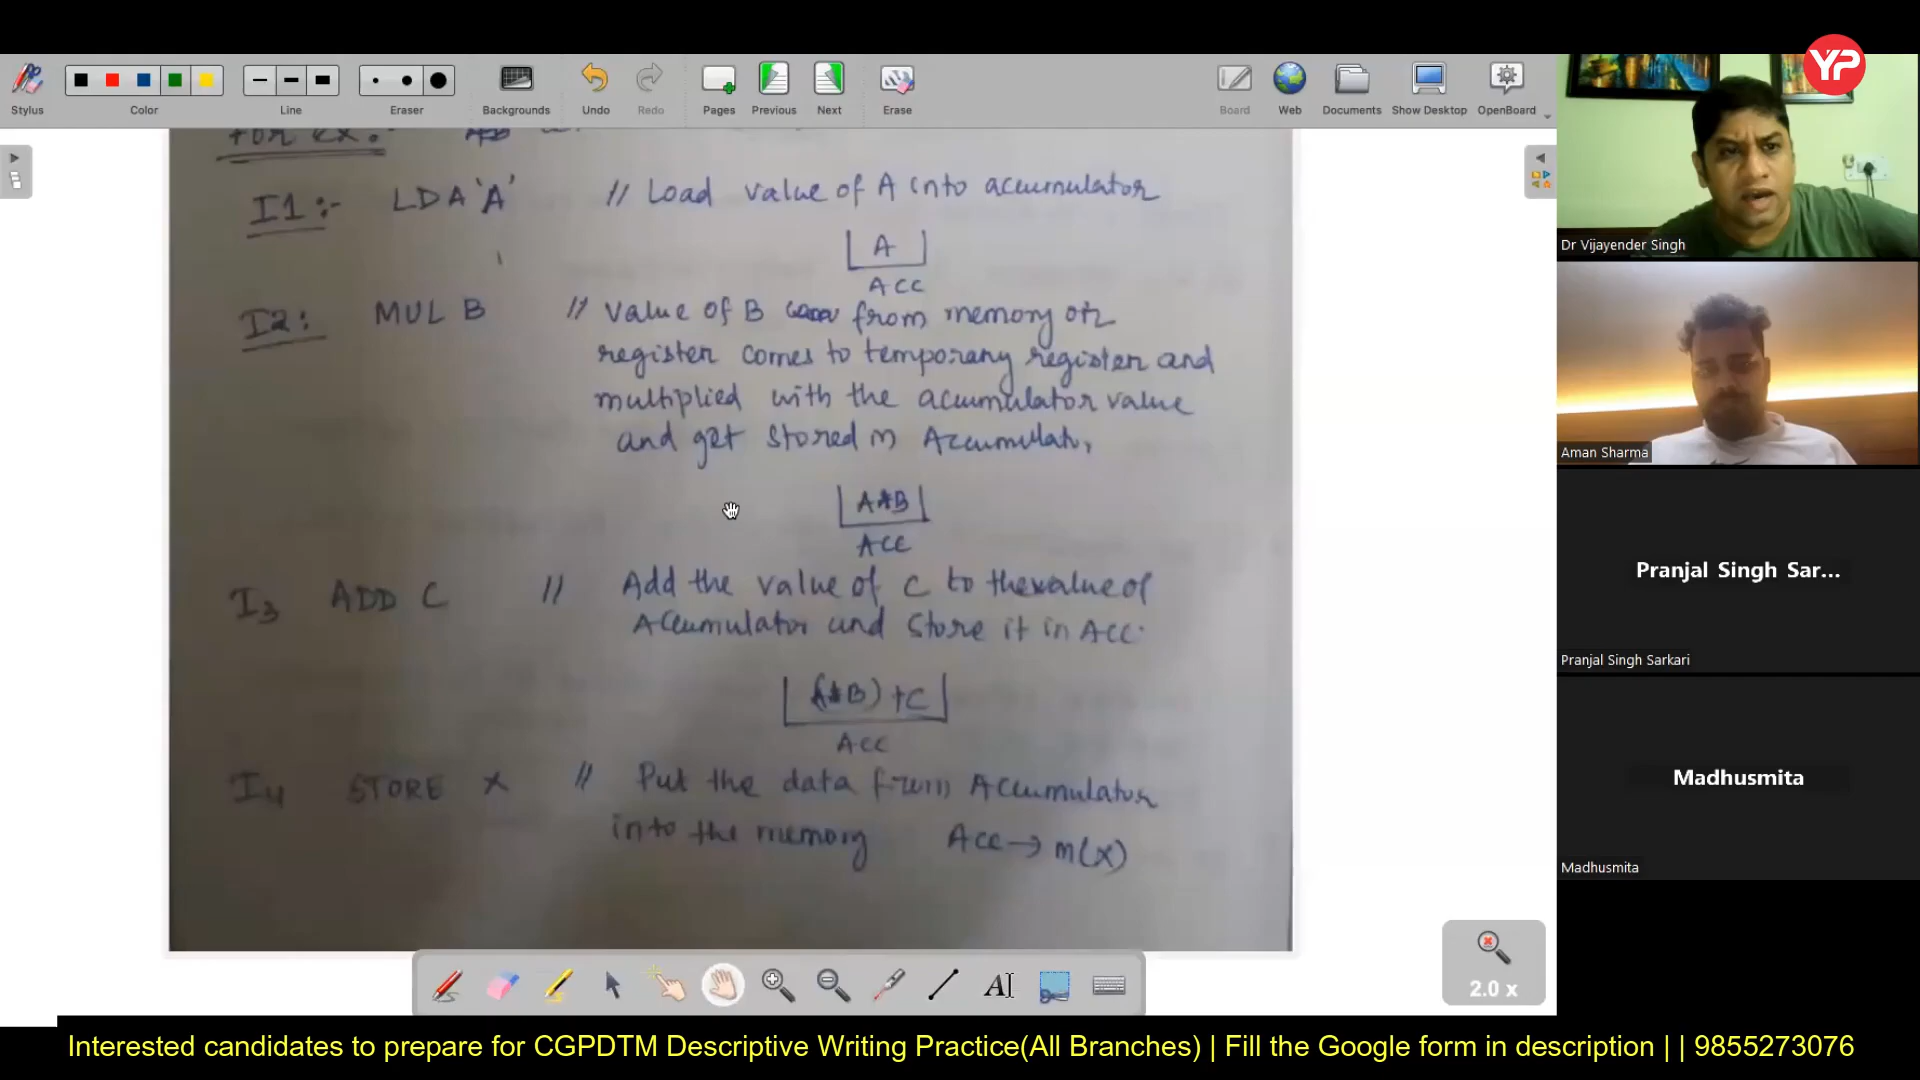 YP
Stylus
Color
Line
Eraser
Backgrounds
Undo
Redo
Pages
Previous
Next
Erase
Board
Web
Documents
Show Desktop
OpenBoard
For ex:-
I1:- LDA 'A' // Load value of A into accumulator
A
ACC
I2: MUL B // Value of B from memory or
register comes to temporary register and
multiplied with the accumulator value
and get stored in Accumulator
A*B
ACC
I3 ADD C // Add the value of C to the value of
Accumulator and store it in ACC.
(A*B)+C
ACC
I4 STORE X // Put the data from Accumulator
into the memory ACC → m(X)
Dr Vijayender Singh
Aman Sharma
Pranjal Singh Sar...
Pranjal Singh Sarkari
Madhusmita
Madhusmita
AI
2.0 x
Interested candidates to prepare for CGPDTM Descriptive Writing Practice(All Branches) | Fill the Google form in description | | 9855273076